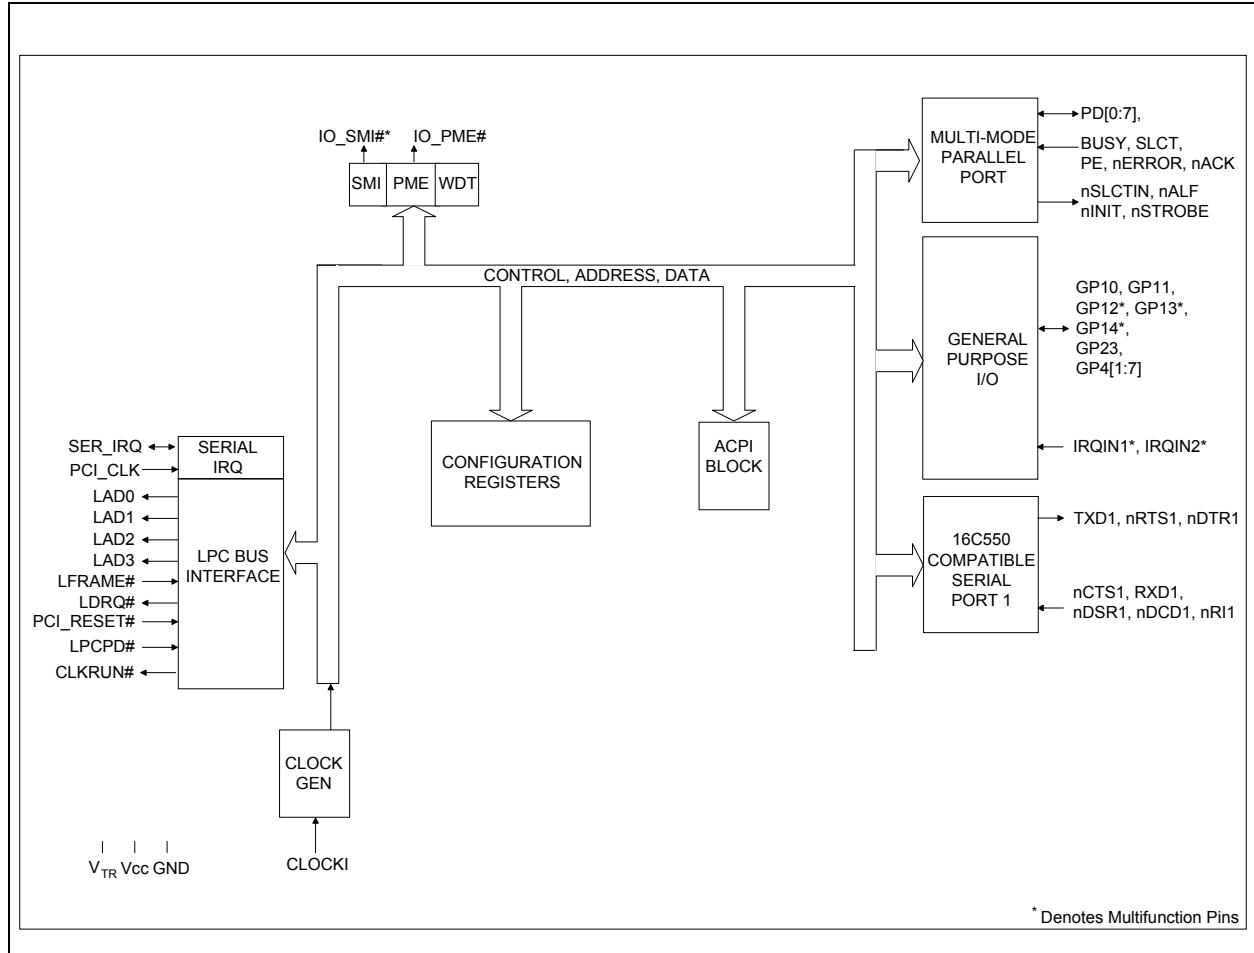 IO_SMI#* IO_PME#
SMI PME WDT
CONTROL, ADDRESS, DATA
MULTI-MODE
PARALLEL
PORT
PD[0:7],
BUSY, SLCT,
PE, nERROR, nACK
nSLCTIN, nALF
nINIT, nSTROBE
GENERAL
PURPOSE
I/O
GP10, GP11,
GP12*, GP13*,
GP14*,
GP23,
GP4[1:7]
IRQIN1*, IRQIN2*
16C550
COMPATIBLE
SERIAL
PORT 1
TXD1, nRTS1, nDTR1
nCTS1, RXD1,
nDSR1, nDCD1, nRI1
CONFIGURATION
REGISTERS
ACPI
BLOCK
SER_IRQ
PCI_CLK
LAD0
LAD1
LAD2
LAD3
LFRAME#
LDRQ#
PCI_RESET#
LPCPD#
CLKRUN#
SERIAL
IRQ
LPC BUS
INTERFACE
CLOCK
GEN
CLOCKI
VTR Vcc GND
* Denotes Multifunction Pins